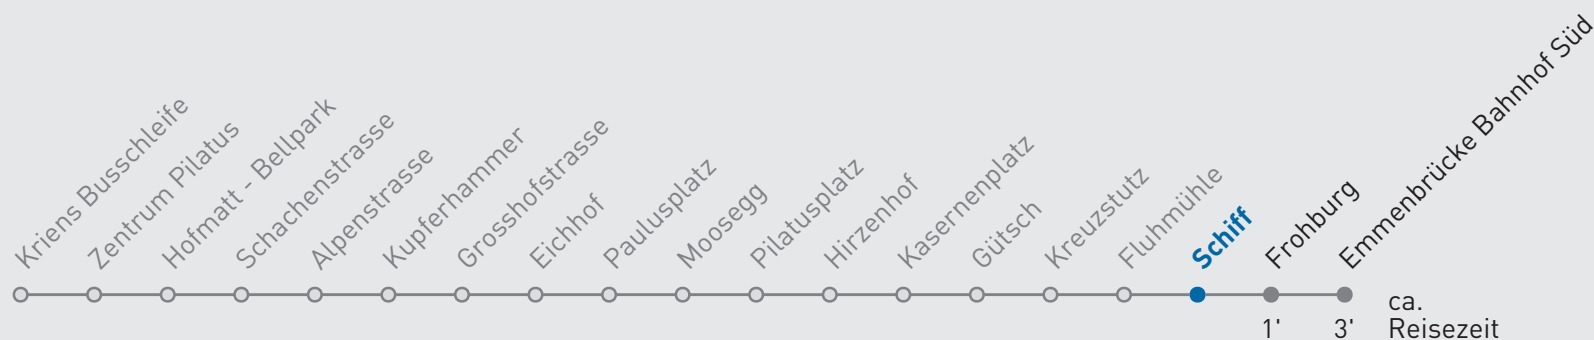 Kriens Busschleife
Zentrum Pilatus
Hofmatt - Bellpark
Schachenstrasse
Alpenstrasse
Kupferhammer
Grosshofstrasse
Eichhof
Paulusplatz
Moosegg
Pilatusplatz
Hirzenhof
Kasernenplatz
Gütsch
Kreuzstutz
Fluhmühle
Schiff
Frohburg
Emmenbrücke Bahnhof Süd
ca.
1' 3' Reisezeit